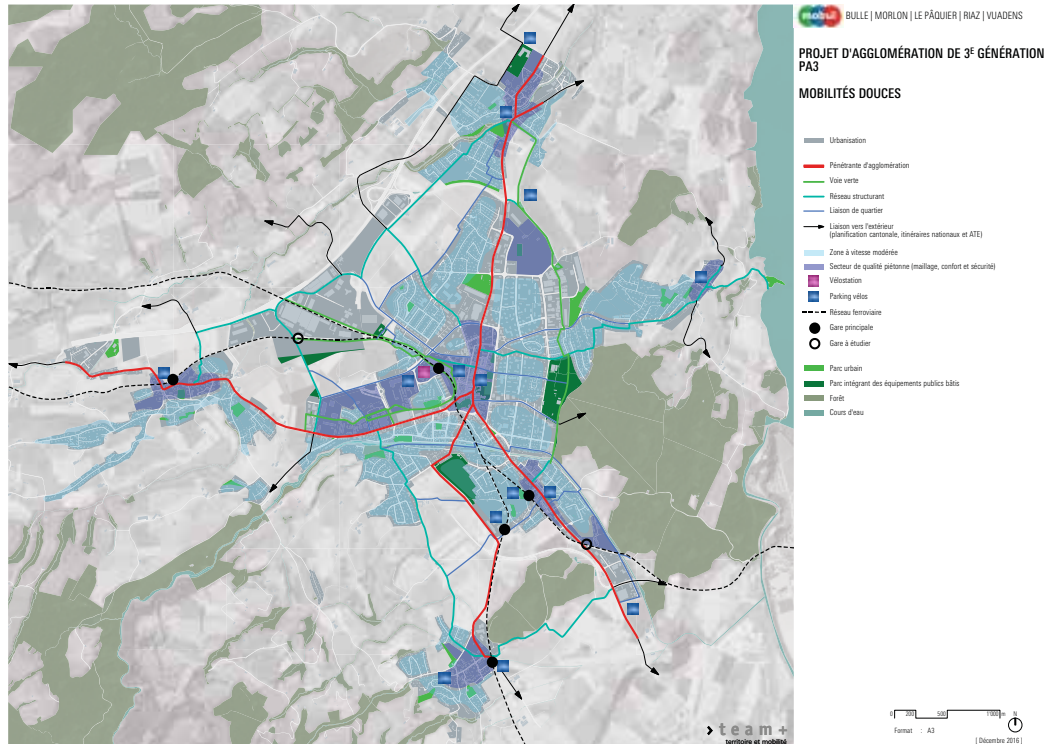 mobul BULLE | MORLON | LE PÂQUIER | RIAZ | VUADENS
PROJET D'AGGLOMÉRATION DE 3E GÉNÉRATION
PA3
MOBILITÉS DOUCES
Urbanisation
Pénétrante d'agglomération
Voie verte
Réseau structurant
Liaison de quartier
Liaison vers l'extérieur
(planification cantonale, itinéraires nationaux et ATE)
Zone à vitesse modérée
Secteur de qualité piétonne (maillage, confort et sécurité)
Vélostation
Parking vélos
Réseau ferroviaire
Gare principale
Gare à étudier
Parc urbain
Parc intégrant des équipements publics bâtis
Forêt
Cours d'eau
0 200 500 1'000 m N
Format : A3
[ Décembre 2016 ]
team+
territoire et mobilité